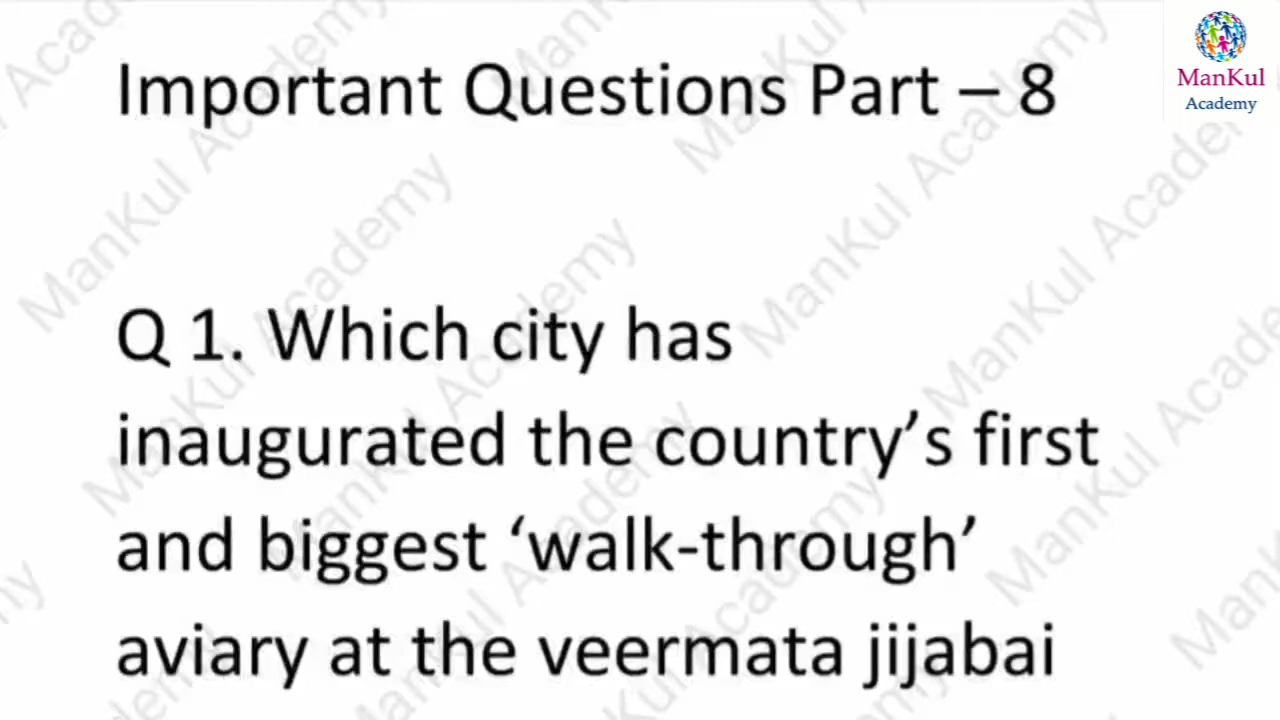 Important Questions Part – 8
ManKul
Academy
Q 1. Which city has
inaugurated the country’s first
and biggest ‘walk-through’
aviary at the veermata jijabai